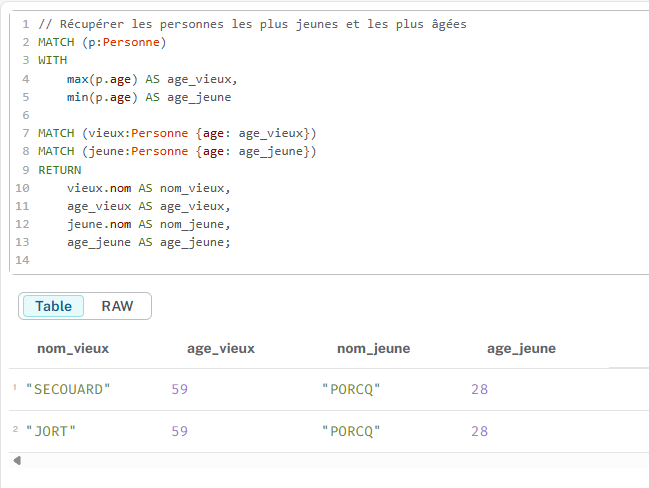 1 // Récupérer les personnes les plus jeunes et les plus âgées
2 MATCH (p:Personne)
3 WITH
4 max(p.age) AS age_vieux,
5 min(p.age) AS age_jeune
6
7 MATCH (vieux:Personne {age: age_vieux})
8 MATCH (jeune:Personne {age: age_jeune})
9 RETURN
10 vieux.nom AS nom_vieux,
11 age_vieux AS age_vieux,
12 jeune.nom AS nom_jeune,
13 age_jeune AS age_jeune;
14
Table RAW
nom_vieux age_vieux nom_jeune age_jeune
1 "SECOUARD" 59 "PORCQ" 28
2 "JORT" 59 "PORCQ" 28